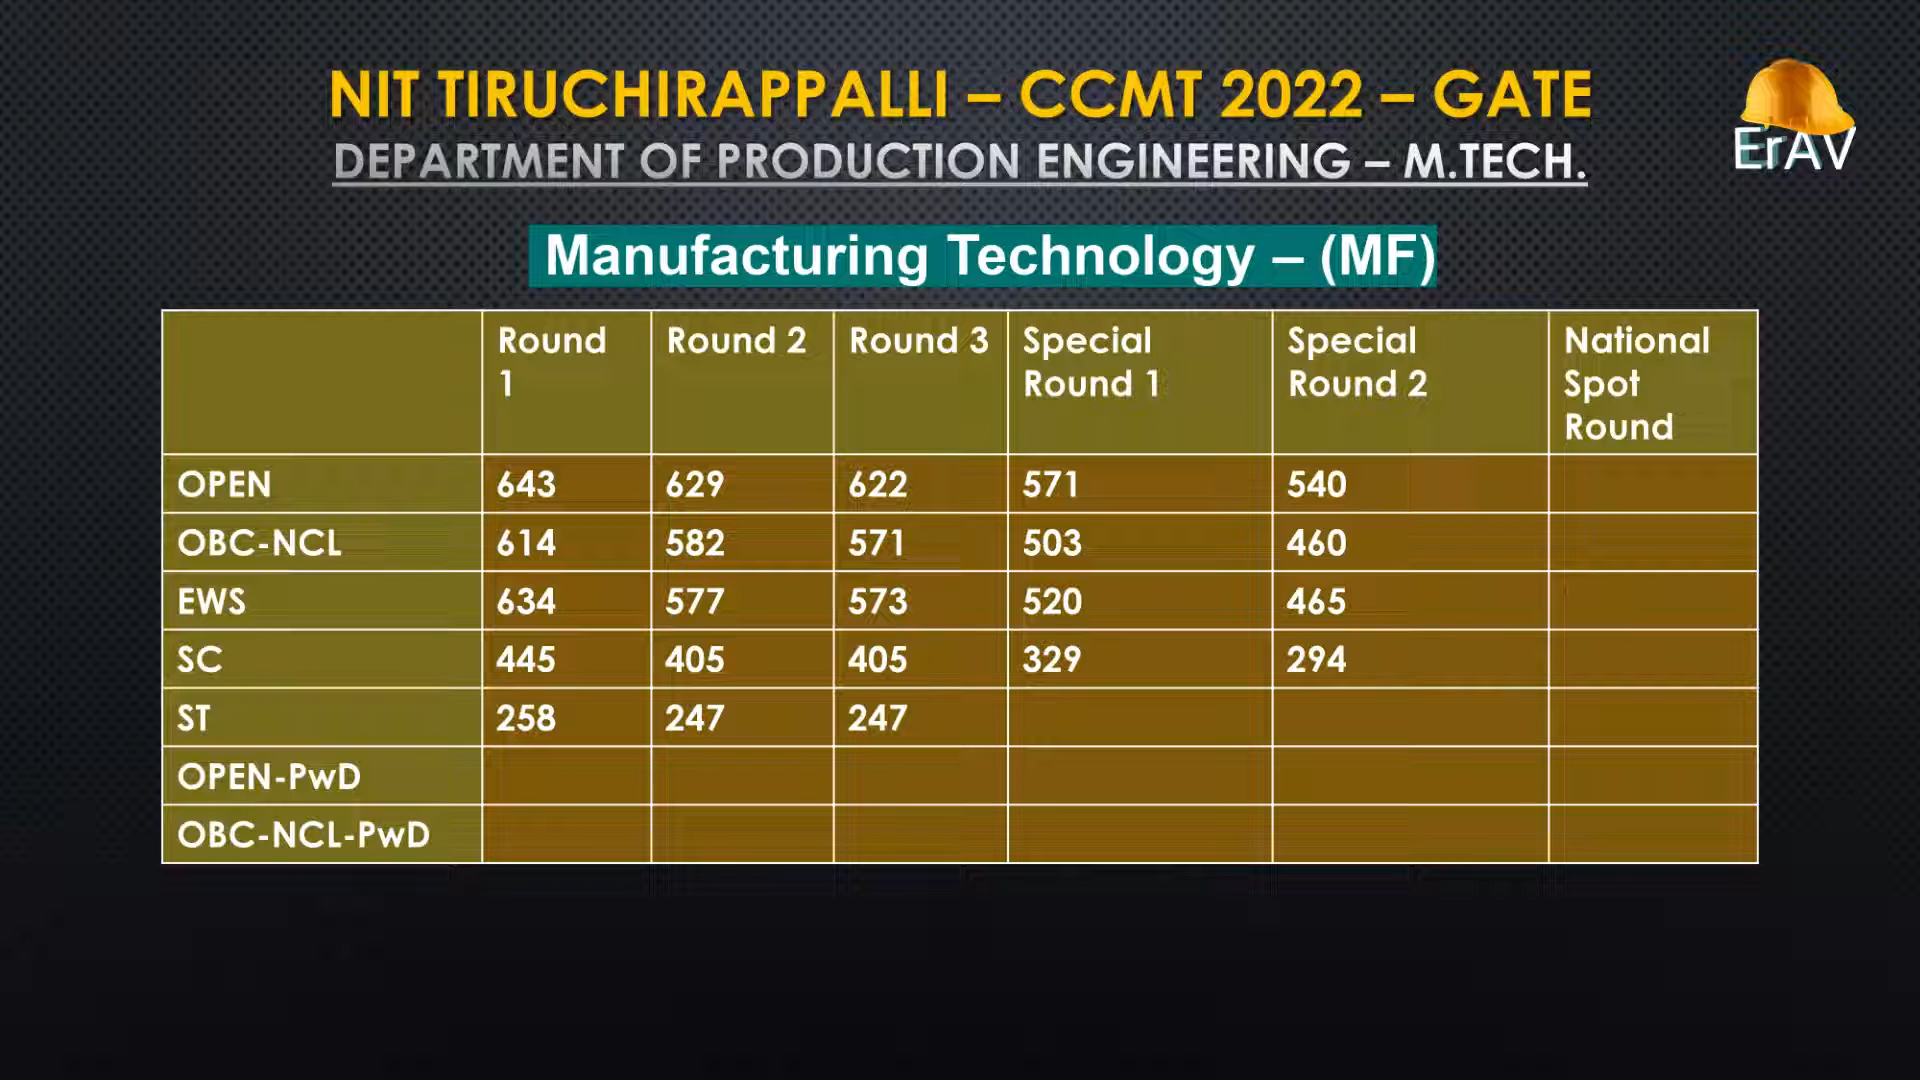 NIT TIRUCHIRAPPALLI – CCMT 2022 – GATE
DEPARTMENT OF PRODUCTION ENGINEERING – M.TECH.
ErAV
Manufacturing Technology – (MF)
Round 1 Round 2 Round 3 Special Round 1 Special Round 2 National Spot Round
OPEN 643 629 622 571 540
OBC-NCL 614 582 571 503 460
EWS 634 577 573 520 465
SC 445 405 405 329 294
ST 258 247 247
OPEN-PwD
OBC-NCL-PwD